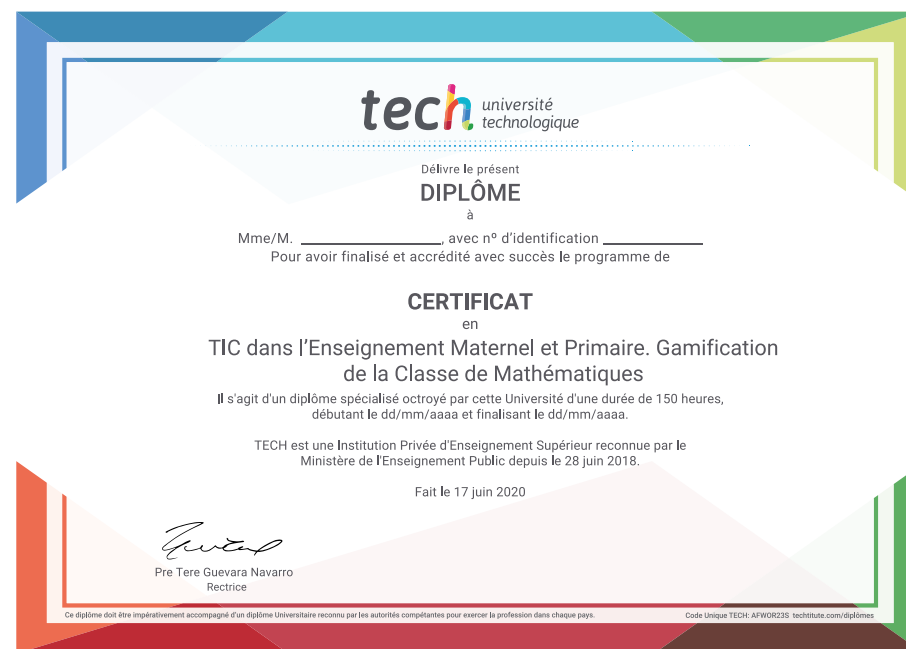 tech université
technologique
Délivre le présent
DIPLÔME
à
Mme/M. ____________________, avec nº d'identification ______________
Pour avoir finalisé et accrédité avec succès le programme de
CERTIFICAT
en
TIC dans l'Enseignement Maternel et Primaire. Gamification
de la Classe de Mathématiques
Il s'agit d'un diplôme spécialisé octroyé par cette Université d'une durée de 150 heures,
débutant le dd/mm/aaaa et finalisant le dd/mm/aaaa.
TECH est une Institution Privée d'Enseignement Supérieur reconnue par le
Ministère de l'Enseignement Public depuis le 28 juin 2018.
Fait le 17 juin 2020
Pre Tere Guevara Navarro
Rectrice
Ce diplôme doit être impérativement accompagné d'un diplôme Universitaire reconnu par les autorités compétantes pour exercer la profession dans chaque pays.
Code Unique TECH: AFWOR23S techtitute.com/diplômes